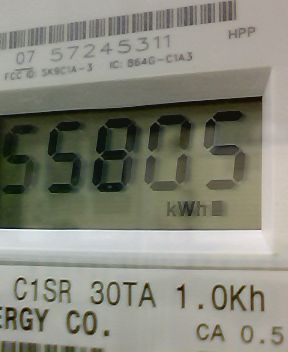 07 57245311
HPP
FCC ID: SK9C1A-3 IC: 864G-C1A3
55805
kWh
C1SR 30TA 1.0Kh
ERGY CO.
CA 0.5